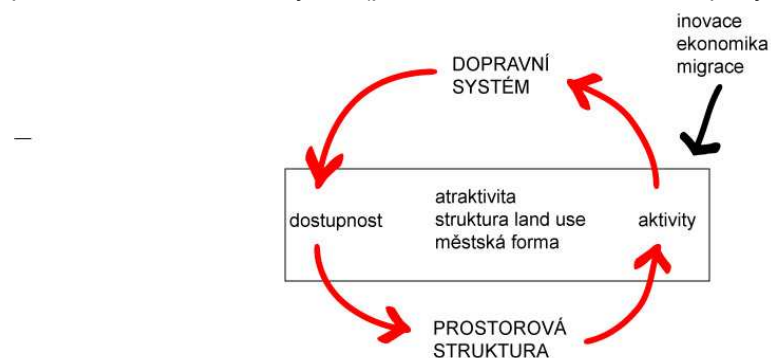 inovace
ekonomika
migrace
DOPRAVNÍ
SYSTÉM
atraktivita
dostupnost struktura land use aktivity
městská forma
PROSTOROVÁ
STRUKTURA